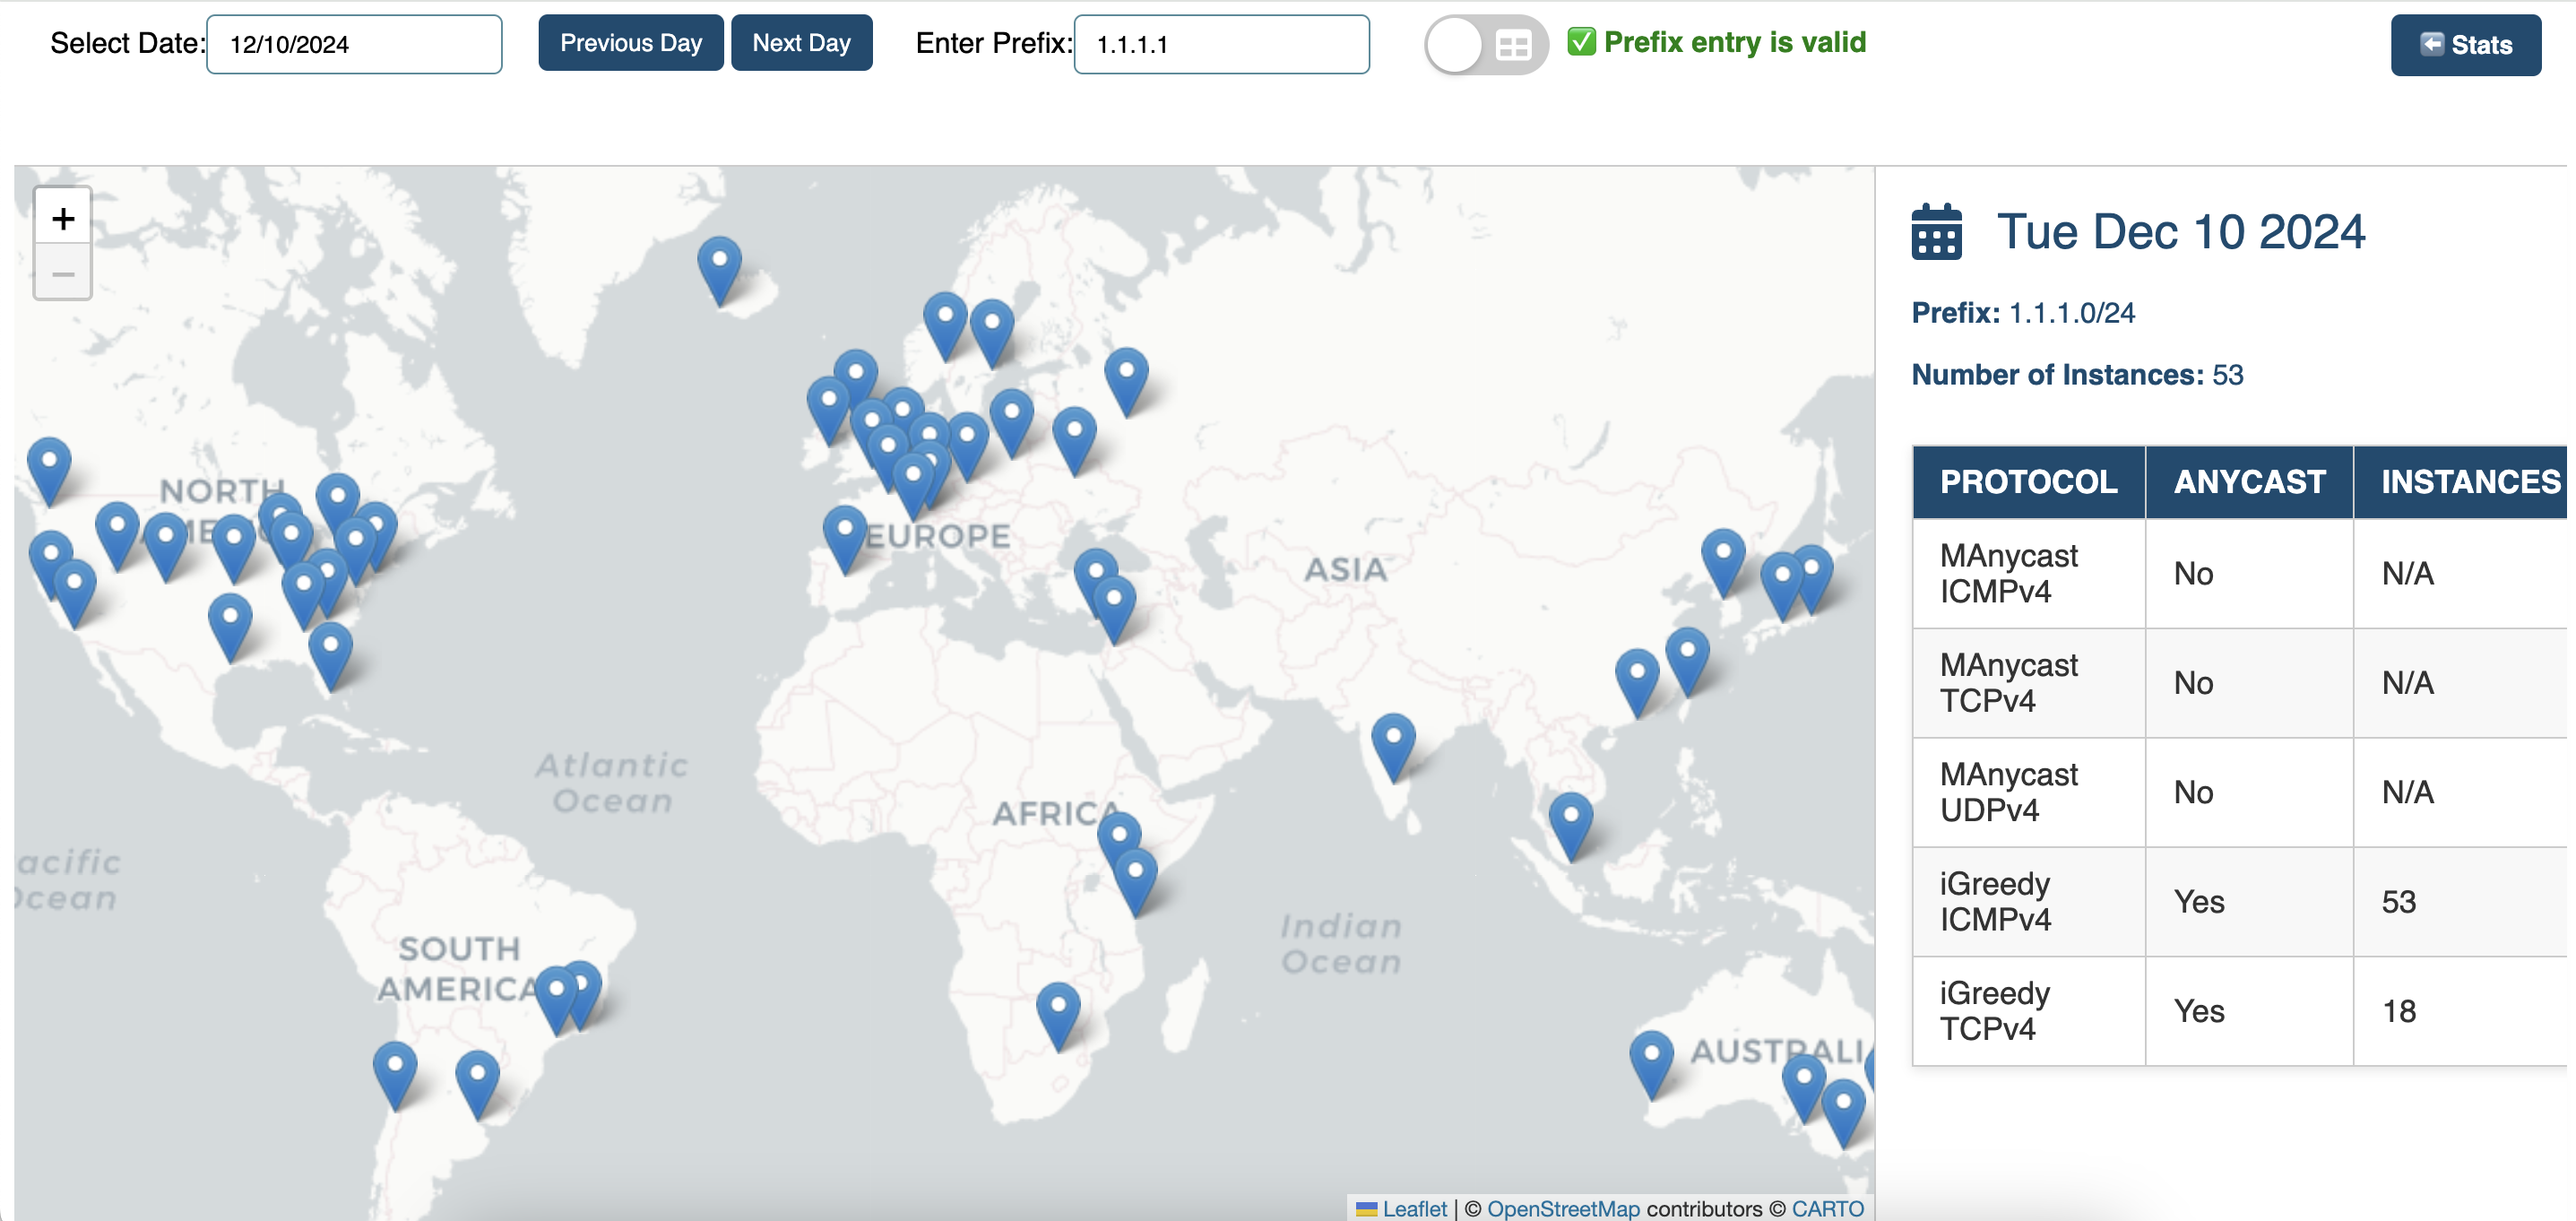 Select Date: 12/10/2024 Previous Day Next Day Enter Prefix: 1.1.1.1 ✅ Prefix entry is valid ⬅ Stats
+
−
Tue Dec 10 2024
Prefix: 1.1.1.0/24
Number of Instances: 53
PROTOCOL ANYCAST INSTANCES
MAnycast
ICMPv4
No N/A
MAnycast
TCPv4
No N/A
MAnycast
UDPv4
No N/A
iGreedy
ICMPv4
Yes 53
iGreedy
TCPv4
Yes 18
NORTH
ME
EUROPE
ASIA
Atlantic
Ocean
AFRICA
acific
Ocean
Indian
Ocean
SOUTH
AMERICA
AUSTRALI
Leaflet | © OpenStreetMap contributors © CARTO